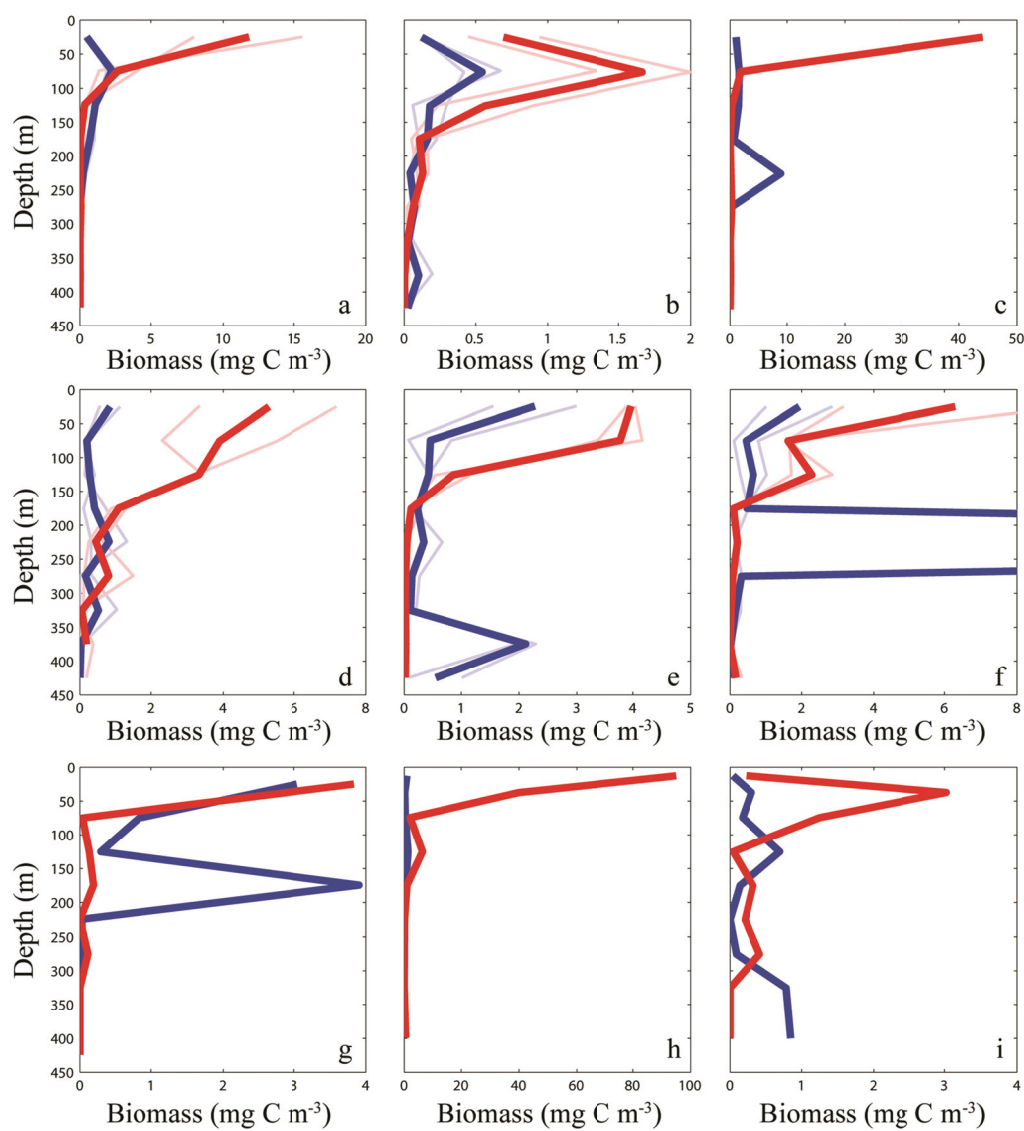 0
50
100
150
200
250
300
350
400
450
Depth (m)
0 5 10 15 20
Biomass (mg C m-3)
a
0 0.5 1 1.5 2
Biomass (mg C m-3)
b
0 10 20 30 40 50
Biomass (mg C m-3)
c
0
50
100
150
200
250
300
350
400
450
Depth (m)
0 2 4 6 8
Biomass (mg C m-3)
d
0 1 2 3 4 5
Biomass (mg C m-3)
e
0 2 4 6 8
Biomass (mg C m-3)
f
0
50
100
150
200
250
300
350
400
450
Depth (m)
0 1 2 3 4
Biomass (mg C m-3)
g
0 20 40 60 80 100
Biomass (mg C m-3)
h
0 1 2 3 4
Biomass (mg C m-3)
i